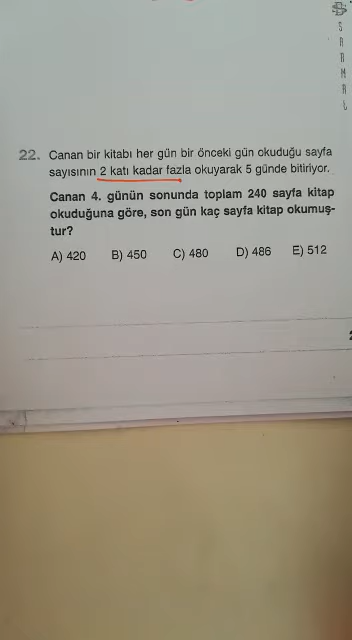 S
A
R
M
A
L
22. Canan bir kitabı her gün bir önceki gün okuduğu sayfa
sayısının 2 katı kadar fazla okuyarak 5 günde bitiriyor.
Canan 4. günün sonunda toplam 240 sayfa kitap
okuduğuna göre, son gün kaç sayfa kitap okumuş-
tur?
A) 420 B) 450 C) 480 D) 486 E) 512